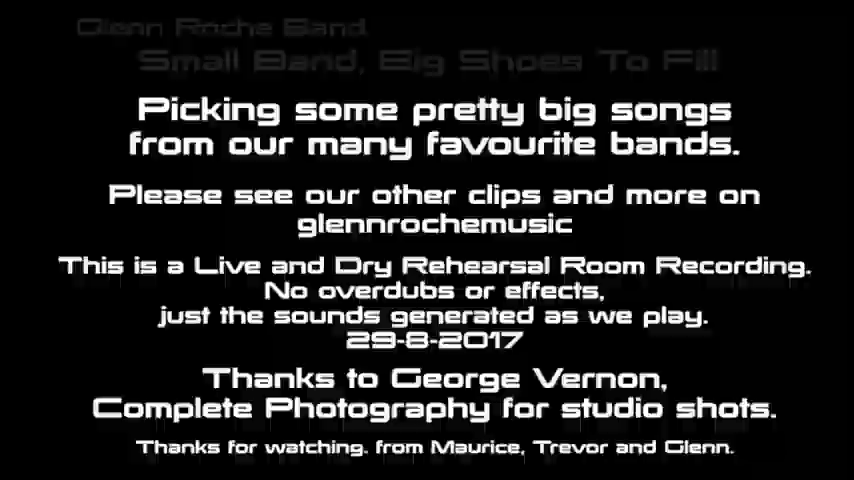 Glenn Roche Band
Small Band, Big Shoes To Fill
Picking some pretty big songs
from our many favourite bands.
Please see our other clips and more on
glennrochemusic
This is a Live and Dry Rehearsal Room Recording.
No overdubs or effects,
just the sounds generated as we play.
29-8-2017
Thanks to George Vernon,
Complete Photography for studio shots.
Thanks for watching. from Maurice, Trevor and Glenn.